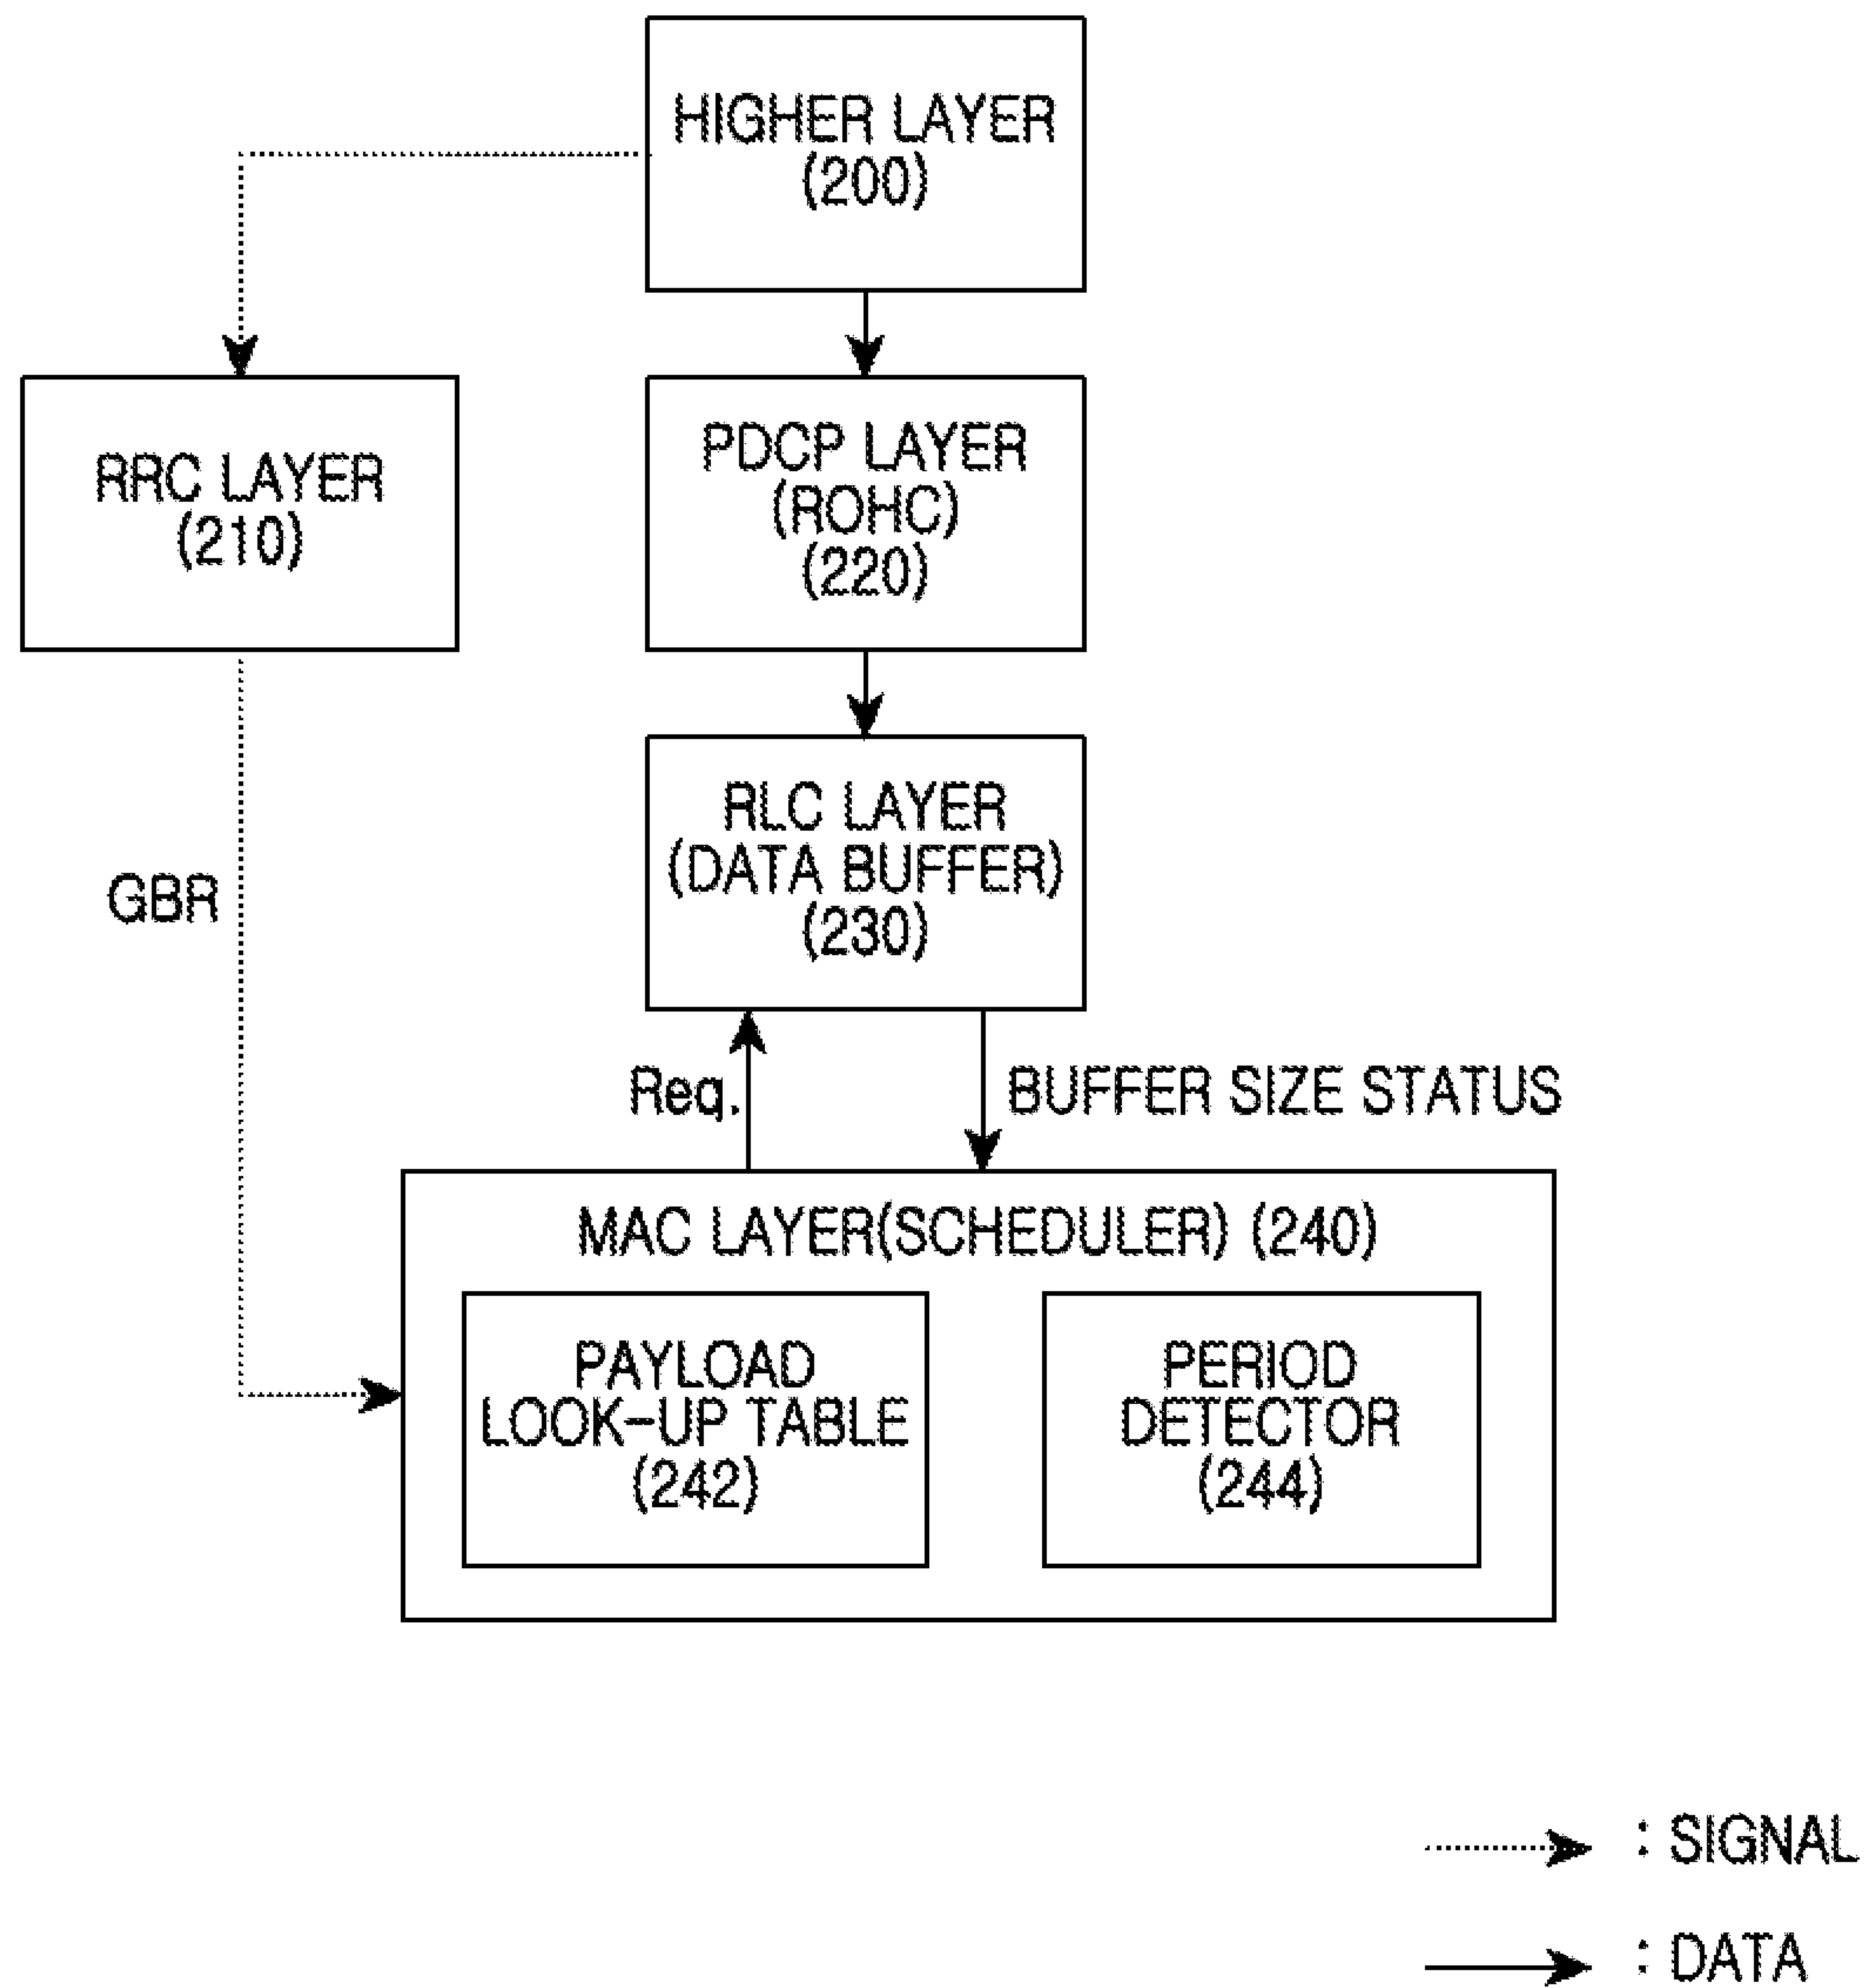 HIGHER LAYER
(200)
RRC LAYER
(210)
PDCP LAYER
(ROHC)
(220)
RLC LAYER
(DATA BUFFER)
(230)
GBR
Req.
BUFFER SIZE STATUS
MAC LAYER(SCHEDULER) (240)
PAYLOAD
LOOK-UP TABLE
(242)
PERIOD
DETECTOR
(244)
: SIGNAL
: DATA